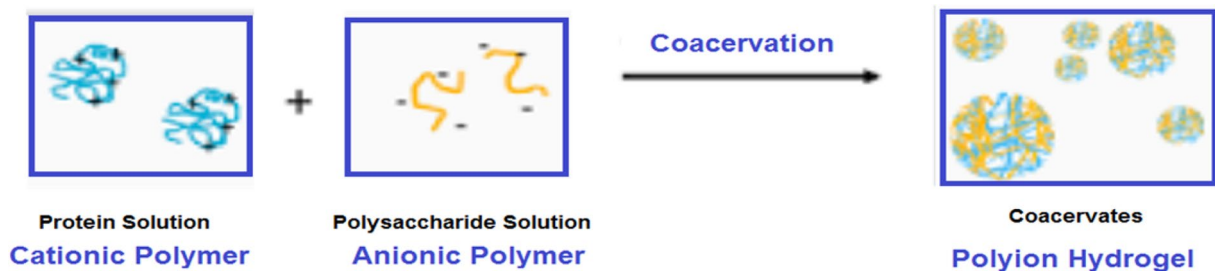 Coacervation
+
Protein Solution
Cationic Polymer
Polysaccharide Solution
Anionic Polymer
Coacervates
Polyion Hydrogel